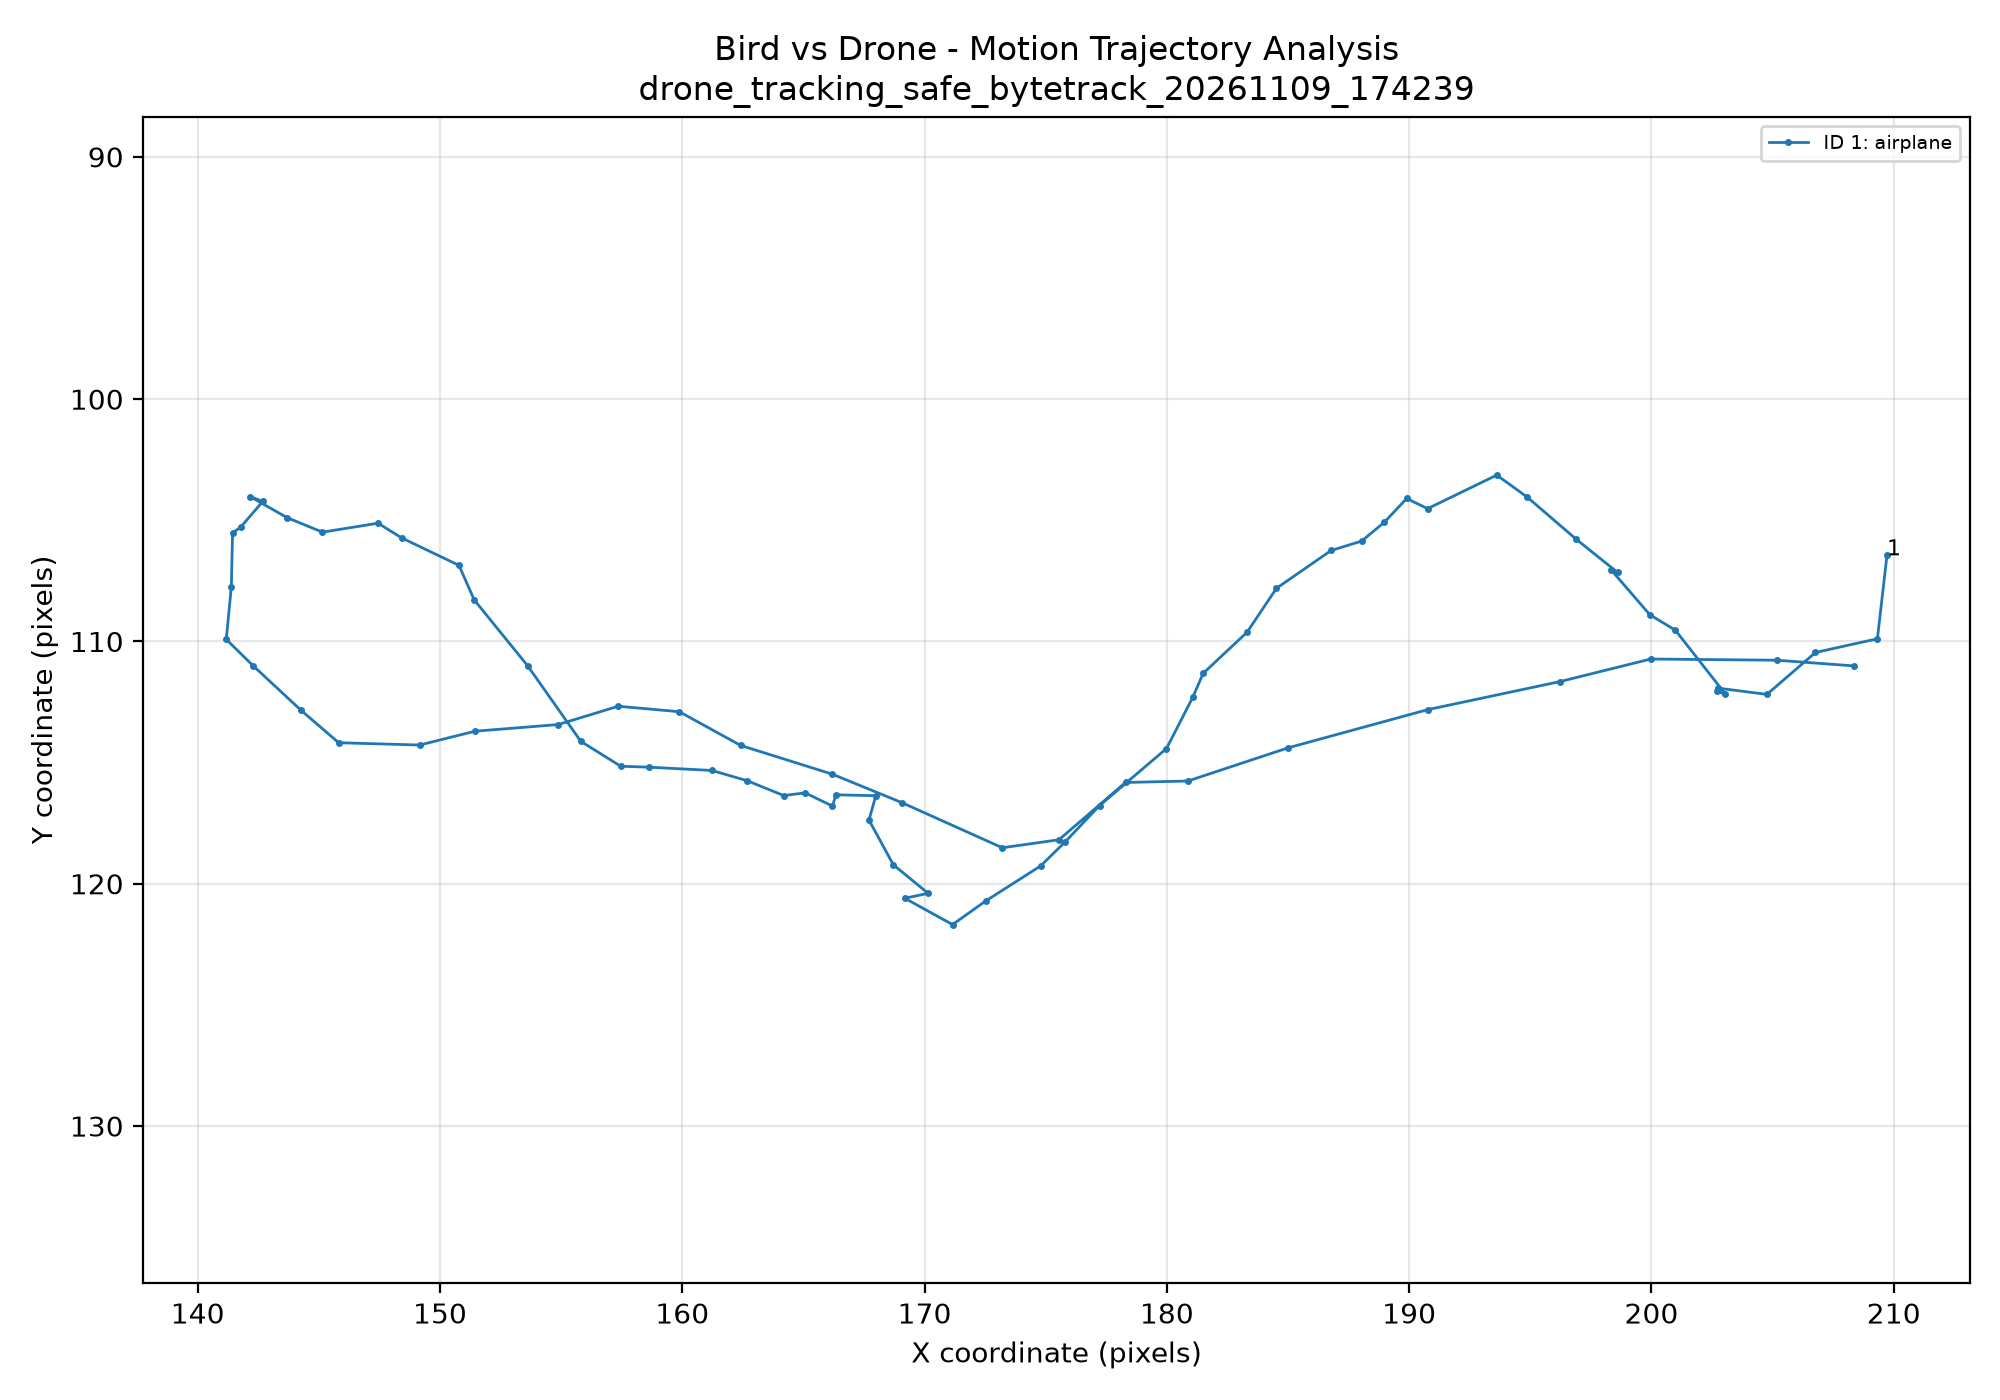 Bird vs Drone - Motion Trajectory Analysis
drone_tracking_safe_bytetrack_20261109_174239
ID 1: airplane
1
Y coordinate (pixels)
90
100
110
120
130
140 150 160 170 180 190 200 210
X coordinate (pixels)